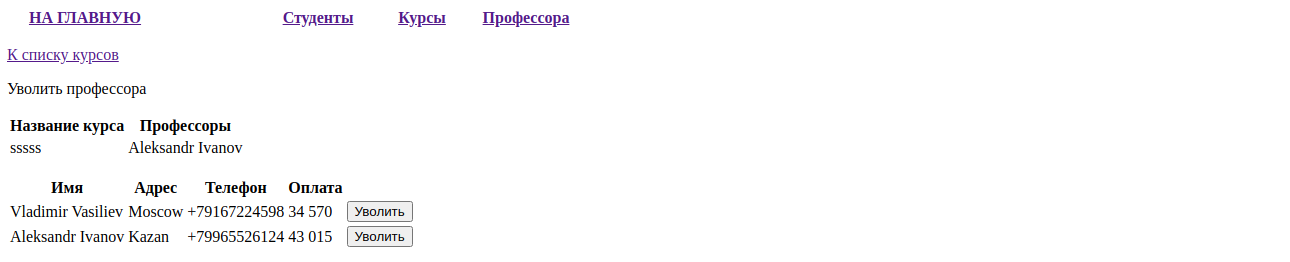 НА ГЛАВНУЮ Студенты Курсы Профессора
К списку курсов
Уволить профессора
Название курса Профессоры
sssss Aleksandr Ivanov
Имя Адрес Телефон Оплата
Vladimir Vasiliev Moscow +79167224598 34 570 Уволить
Aleksandr Ivanov Kazan +79965526124 43 015 Уволить